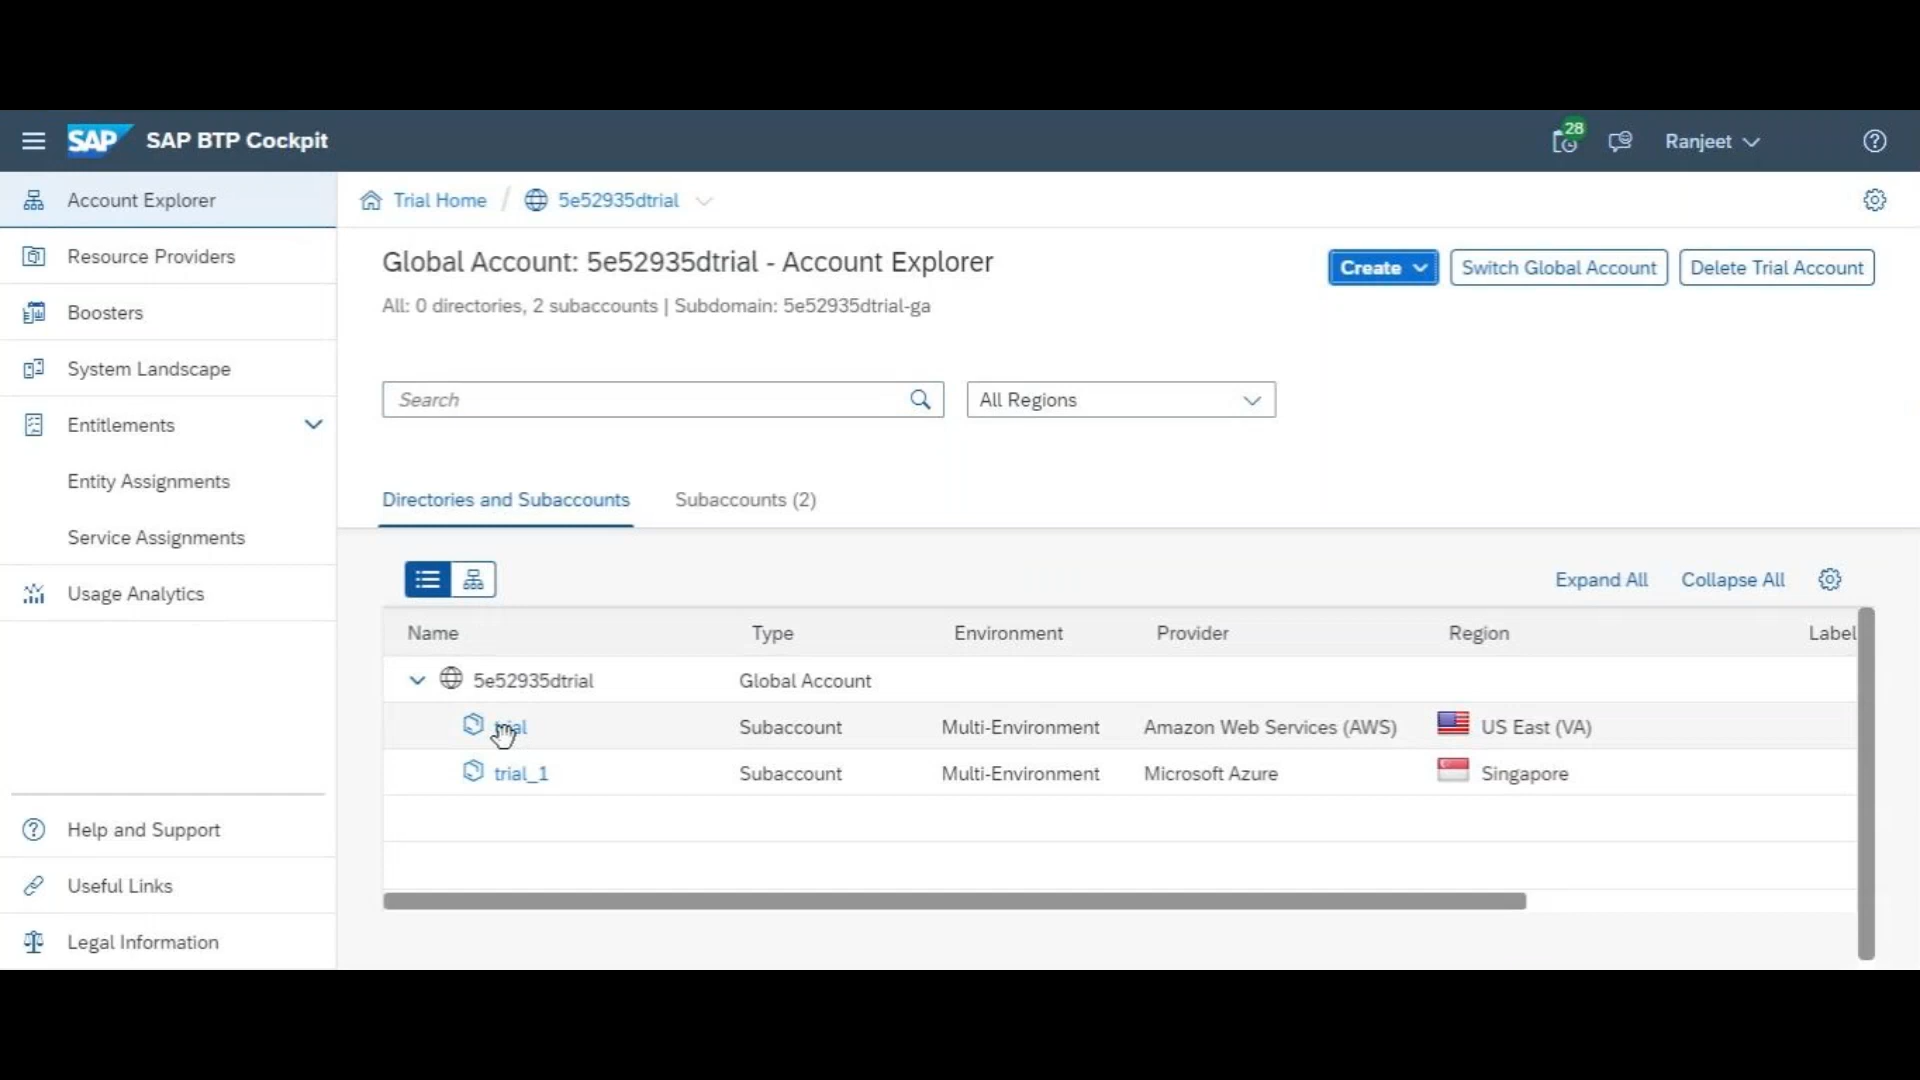 SAP SAP BTP Cockpit 28 Ranjeet
Account Explorer
Resource Providers
Boosters
System Landscape
Entitlements
Entity Assignments
Service Assignments
Usage Analytics
Help and Support
Useful Links
Legal Information
Trial Home / 5e52935dtrial
Global Account: 5e52935dtrial - Account Explorer
Create Switch Global Account Delete Trial Account
All: 0 directories, 2 subaccounts | Subdomain: 5e52935dtrial-ga
Search All Regions
Directories and Subaccounts Subaccounts (2)
Expand All Collapse All
Name Type Environment Provider Region Label
5e52935dtrial Global Account
Subaccount Multi-Environment Amazon Web Services (AWS) US East (VA)
trial_1 Subaccount Multi-Environment Microsoft Azure Singapore